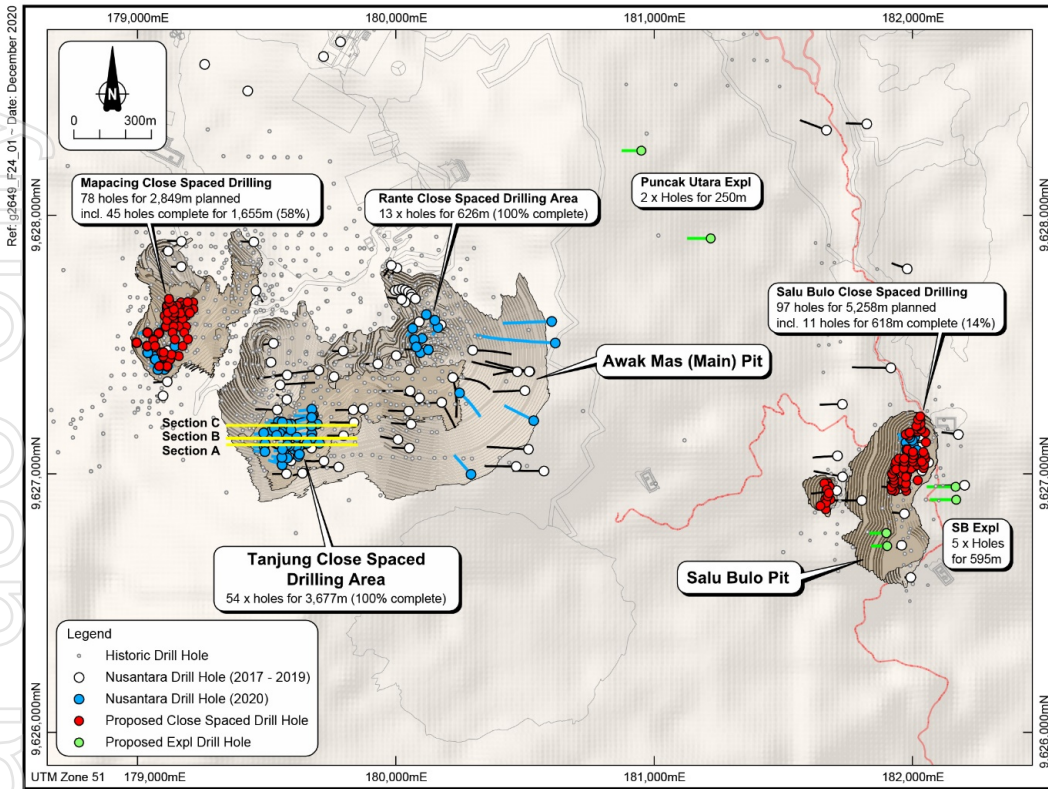 179,000mE
180,000mE
181,000mE
182,000mE
Ref: g2649_F24_01 ~ Date: December 2020
N
0 300m
Mapacing Close Spaced Drilling
78 holes for 2,849m planned
incl. 45 holes complete for 1,655m (58%)
Rante Close Spaced Drilling Area
13 x holes for 626m (100% complete)
Puncak Utara Expl
2 x Holes for 250m
9,628,000mN
9,628,000mN
Salu Bulo Close Spaced Drilling
97 holes for 5,258m planned
incl. 11 holes for 618m complete (14%)
Awak Mas (Main) Pit
Section C
Section B
Section A
9,627,000mN
9,627,000mN
SB Expl
5 x Holes
for 595m
Tanjung Close Spaced
Drilling Area
54 x holes for 3,677m (100% complete)
Salu Bulo Pit
Legend
Historic Drill Hole
Nusantara Drill Hole (2017 - 2019)
Nusantara Drill Hole (2020)
Proposed Close Spaced Drill Hole
Proposed Expl Drill Hole
9,626,000mN
9,626,000mN
UTM Zone 51
179,000mE
180,000mE
181,000mE
182,000mE